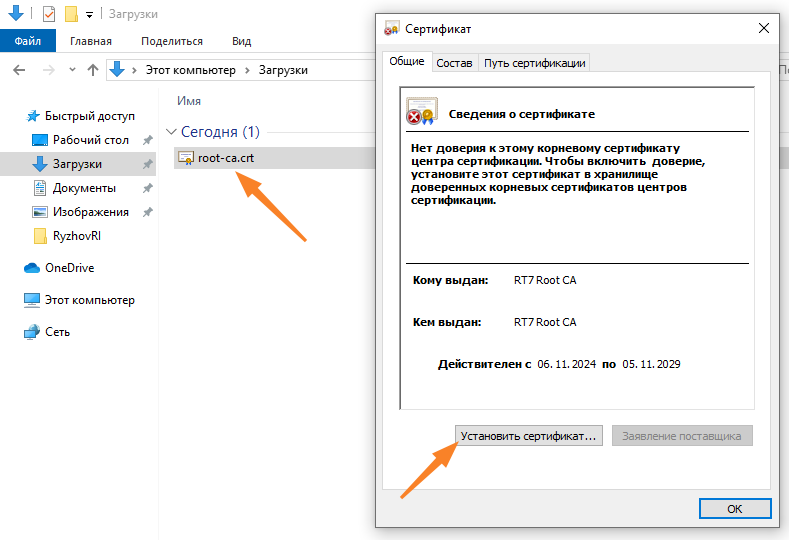 Загрузки
Файл
Главная
Поделиться
Вид
Этот компьютер
Загрузки
Быстрый доступ
Рабочий стол
Загрузки
Документы
Изображения
RyzhovRI
OneDrive
Этот компьютер
Сеть
Имя
Сегодня (1)
root-ca.crt
Сертификат
Общие
Состав
Путь сертификации
Сведения о сертификате
Нет доверия к этому корневому сертификату
центра сертификации. Чтобы включить доверие,
установите этот сертификат в хранилище
доверенных корневых сертификатов центров
сертификации.
Кому выдан: RT7 Root CA
Кем выдан: RT7 Root CA
Действителен с 06.11.2024 по 05.11.2029
Установить сертификат...
Заявление поставщика
OK